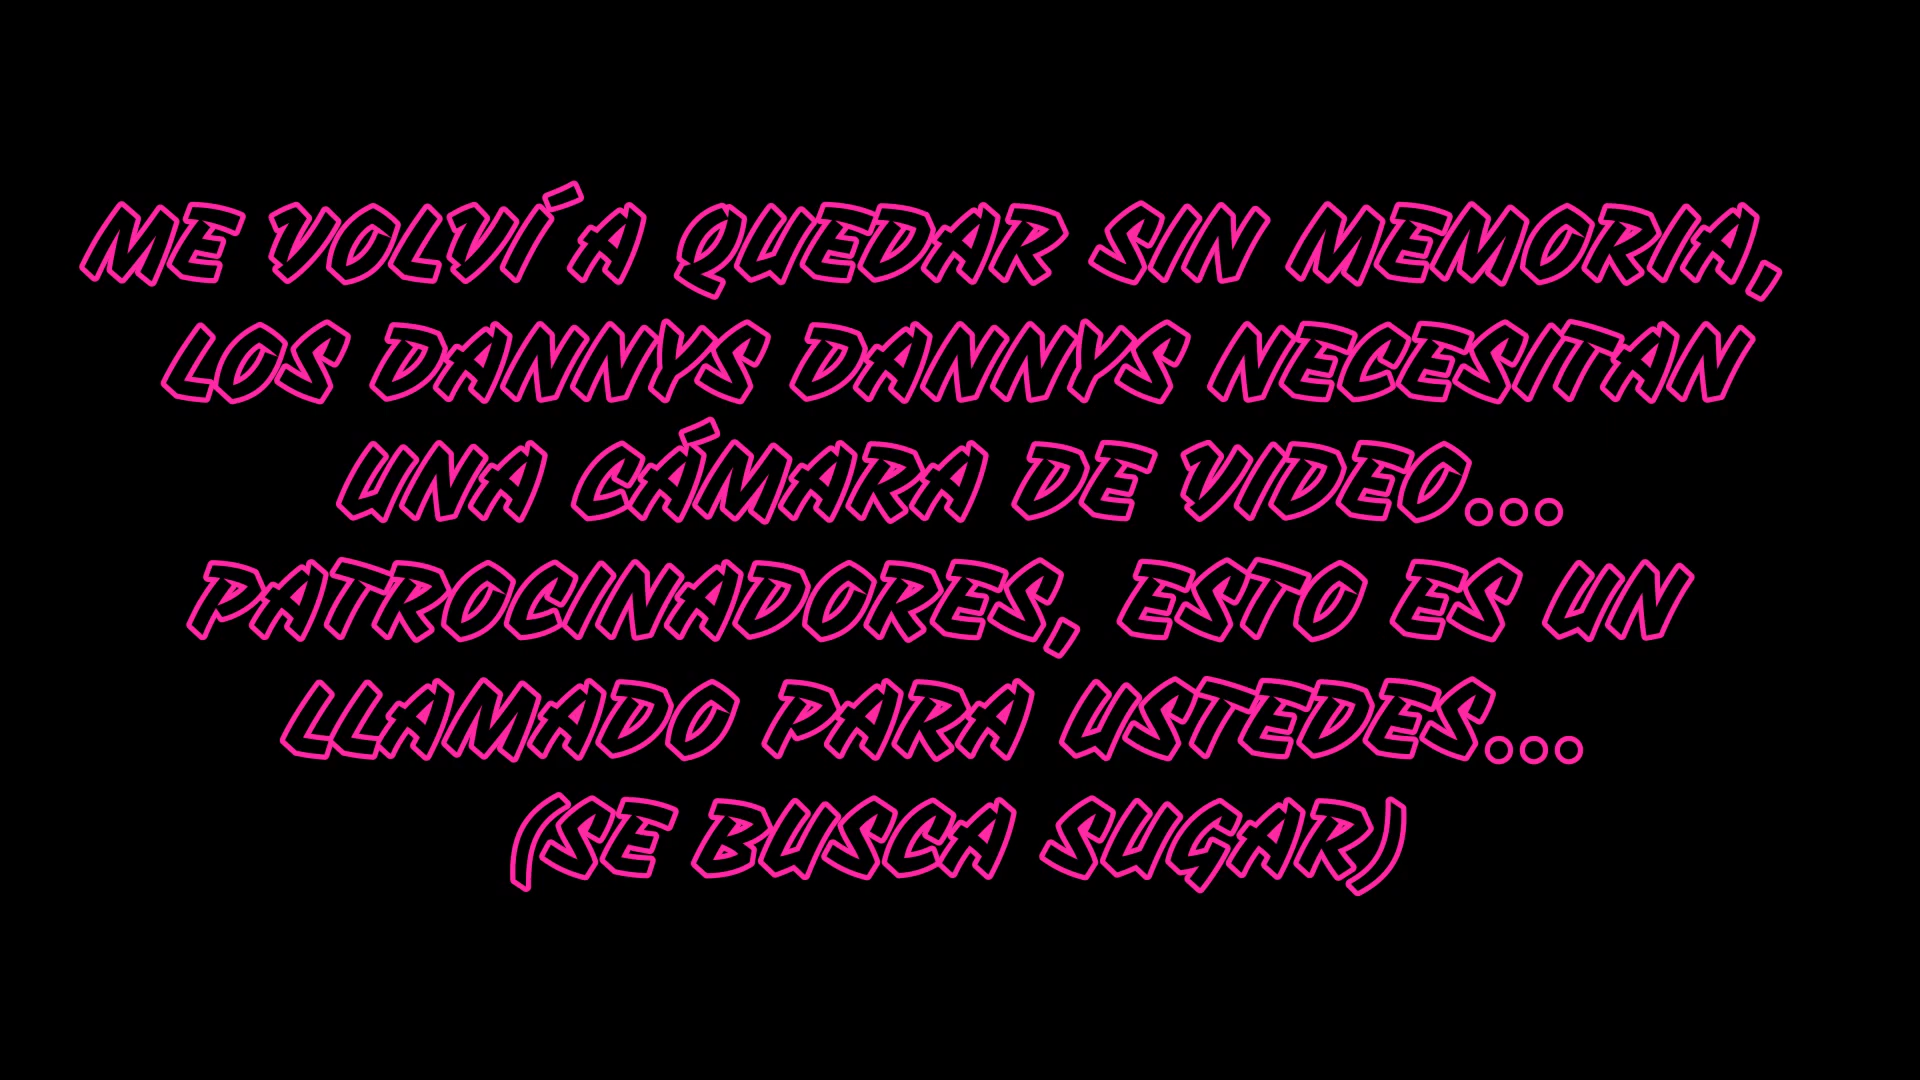 ME VOLVÍ A QUEDAR SIN MEMORIA,
LOS DANNYS DANNYS NECESITAN
UNA CÁMARA DE VIDEO...
PATROCINADORES, ESTO ES UN
LLAMADO PARA USTEDES...
(SE BUSCA SUGAR)